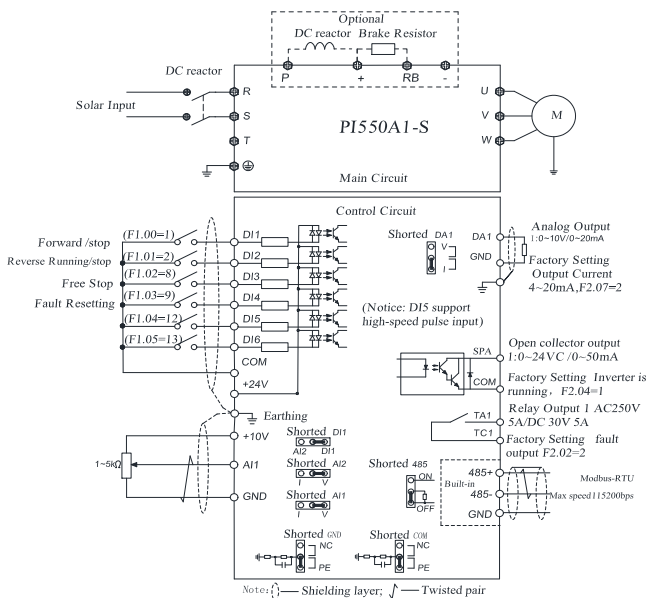 Optional
DC reactor Brake Resistor
P + RB -
DC reactor
Solar Input
R
S
T
U
V
W
M
PI550A1-S
Main Circuit
Control Circuit
Forward /stop
(F1.00=1)
DI1
Reverse Running/stop
(F1.01=2)
DI2
Free Stop
(F1.02=8)
DI3
Fault Resetting
(F1.03=9)
DI4
(F1.04=12)
DI5
(F1.05=13)
DI6
COM
+24V
Shorted DA1
V
I
(Notice: DI5 support
high-speed pulse input)
DA1
GND
Analog Output
1:0~10V/0~20mA
Factory Setting
Output Current
4~20mA,F2.07=2
SPA
COM
Open collector output
1:0~24VC /0~50mA
Factory Setting Inverter is
running, F2.04=1
TA1
TC1
Relay Output 1 AC250V
5A/DC 30V 5A
Factory Setting fault
output F2.02=2
Earthing
+10V
1~5kΩ
AI1
GND
Shorted DI1
AI2 DI1
Shorted AI2
I V
Shorted AI1
I V
Shorted 485
ON
OFF
Built-in
485+
485-
GND
Modbus-RTU
Max speed115200bps
Shorted GND
NC
PE
Shorted COM
NC
PE
Note: — Shielding layer; — Twisted pair